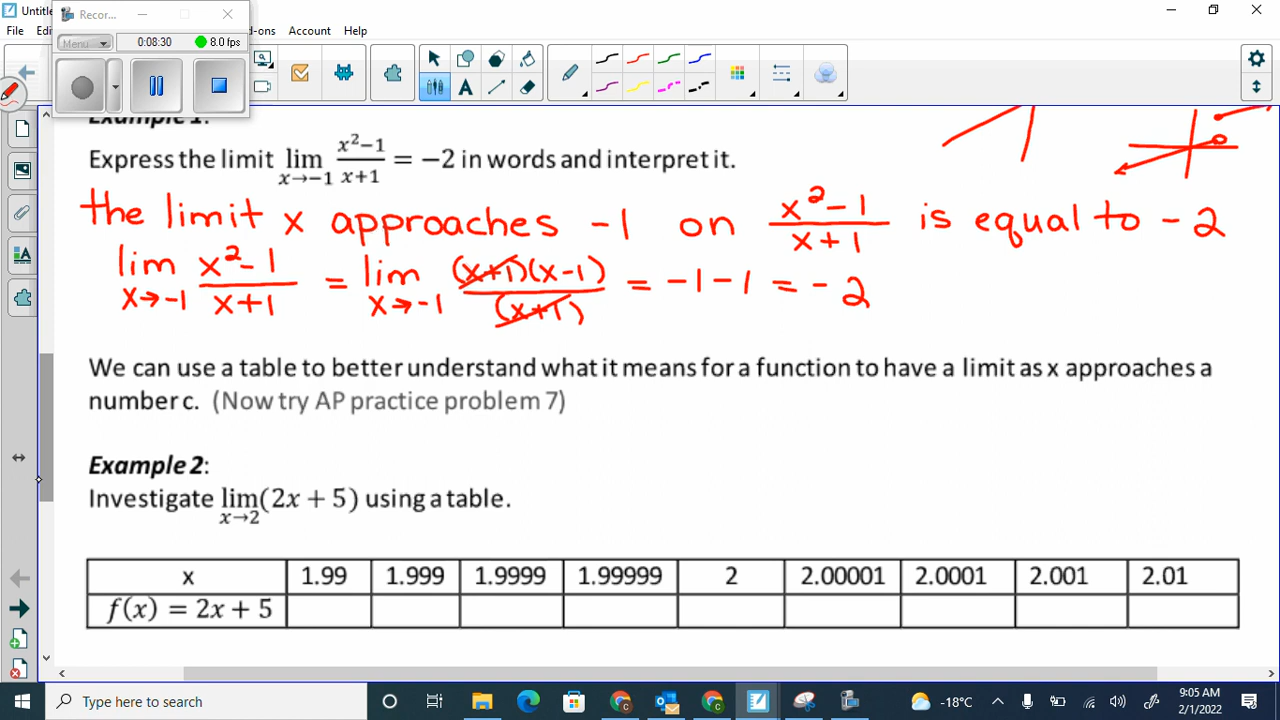 Untitle
Recor...
File
Ed
d-ons
Account
Help
Menu
0:08:30
8.0 fps
Example 1:
Express the limit lim x→−1 x²−1/x+1 = −2 in words and interpret it.
the limit x approaches -1 on x²-1/x+1 is equal to -2
lim x→-1 x²-1/x+1 = lim x→-1 (x+1)(x-1)/(x+1) = -1-1 = -2
We can use a table to better understand what it means for a function to have a limit as x approaches a
number c. (Now try AP practice problem 7)
Example 2:
Investigate lim x→2 (2x + 5) using a table.
x 1.99 1.999 1.9999 1.99999 2 2.00001 2.0001 2.001 2.01
f(x) = 2x + 5
Type here to search
-18°C
9:05 AM
2/1/2022